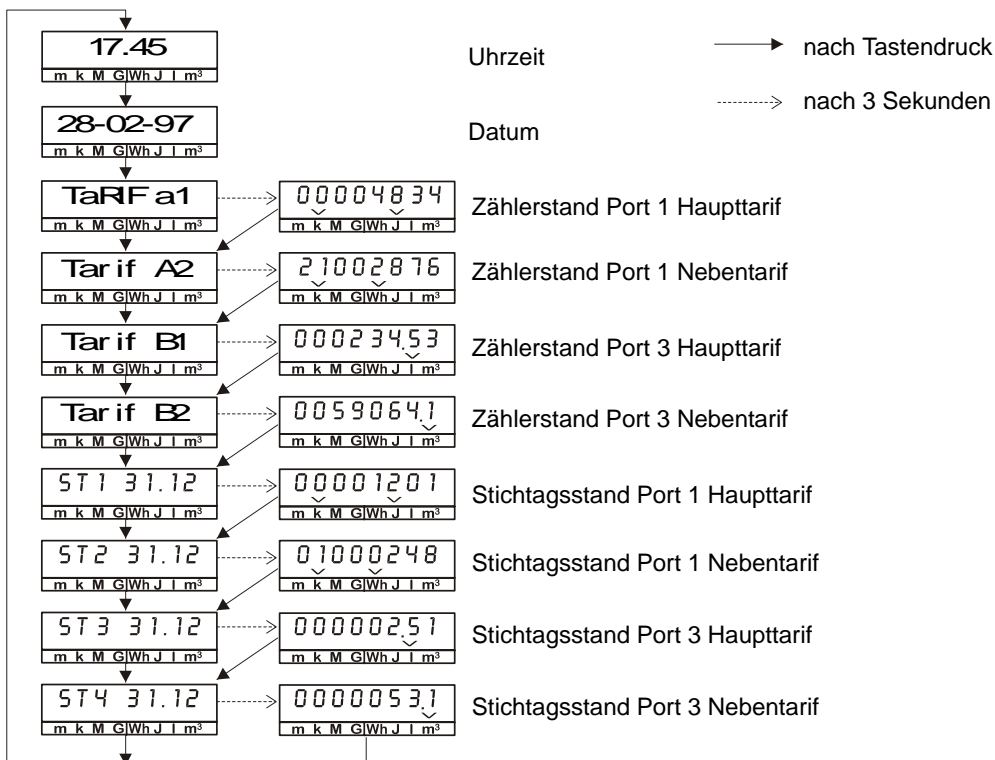 17.45
m k M G Wh J l m³
Uhrzeit
nach Tastendruck
nach 3 Sekunden
28-02-97
m k M G Wh J l m³
Datum
TaRIF a1
m k M G Wh J l m³
00004834
m k M G Wh J l m³
Zählerstand Port 1 Haupttarif
Tarif A2
m k M G Wh J l m³
21002876
m k M G Wh J l m³
Zählerstand Port 1 Nebentarif
Tarif B1
m k M G Wh J l m³
000234.53
m k M G Wh J l m³
Zählerstand Port 3 Haupttarif
Tarif B2
m k M G Wh J l m³
0059064.1
m k M G Wh J l m³
Zählerstand Port 3 Nebentarif
ST1 31.12
m k M G Wh J l m³
00001201
m k M G Wh J l m³
Stichtagsstand Port 1 Haupttarif
ST2 31.12
m k M G Wh J l m³
01000248
m k M G Wh J l m³
Stichtagsstand Port 1 Nebentarif
ST3 31.12
m k M G Wh J l m³
000002.51
m k M G Wh J l m³
Stichtagsstand Port 3 Haupttarif
ST4 31.12
m k M G Wh J l m³
0000053.1
m k M G Wh J l m³
Stichtagsstand Port 3 Nebentarif